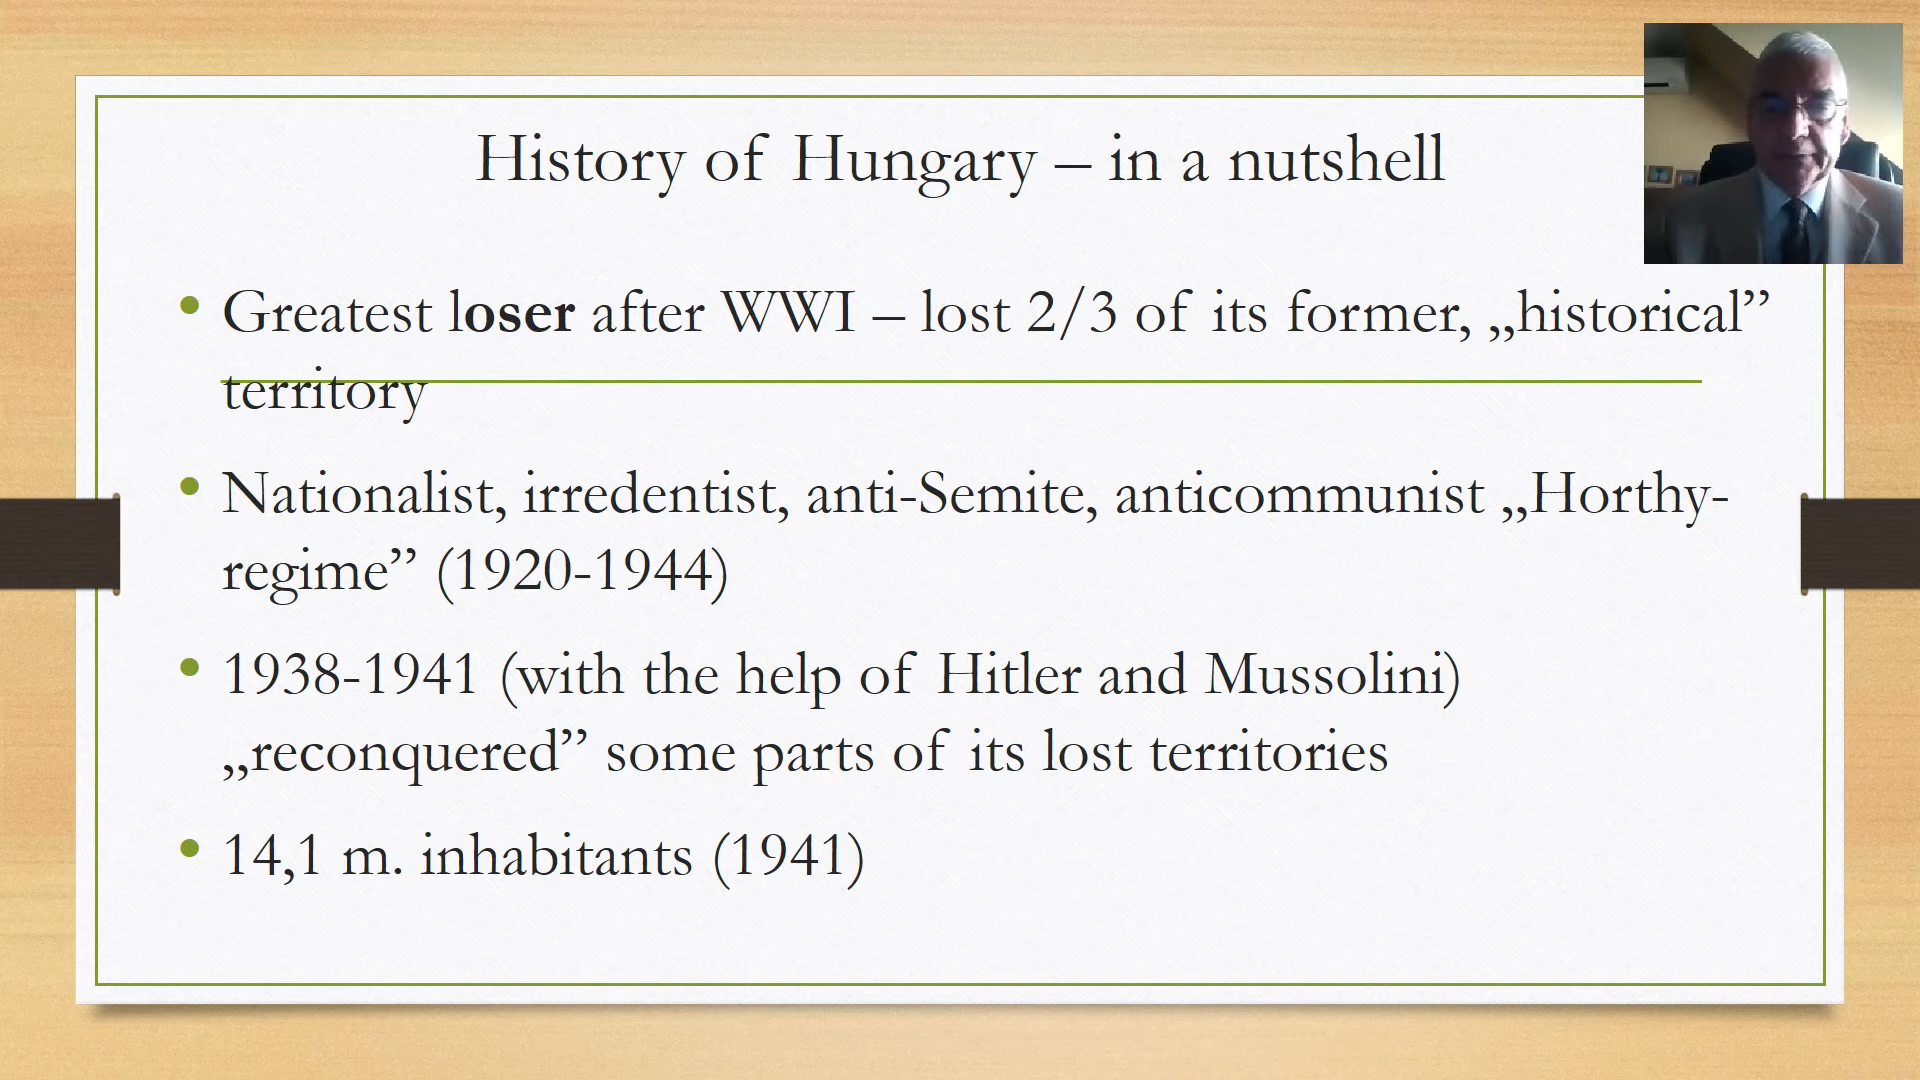 History of Hungary – in a nutshell
• Greatest loser after WWI – lost 2/3 of its former, „historical”
territory
• Nationalist, irredentist, anti-Semite, anticommunist „Horthy-
regime” (1920-1944)
• 1938-1941 (with the help of Hitler and Mussolini)
„reconquered” some parts of its lost territories
• 14,1 m. inhabitants (1941)